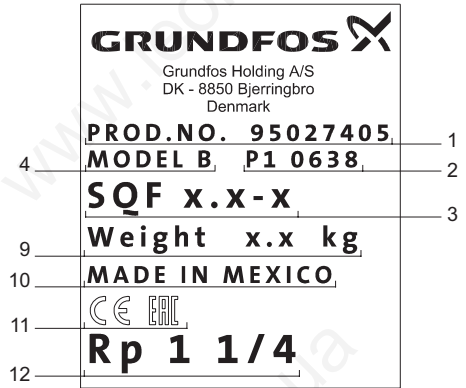 GRUNDFOS
Grundfos Holding A/S
DK - 8850 Bjerringbro
Denmark
PROD.NO. 95027405 1
4 MODEL B P1 0638 2
SQF x.x-x 3
9 Weight x.x kg
10 MADE IN MEXICO
11 CE EAC
12 Rp 1 1/4